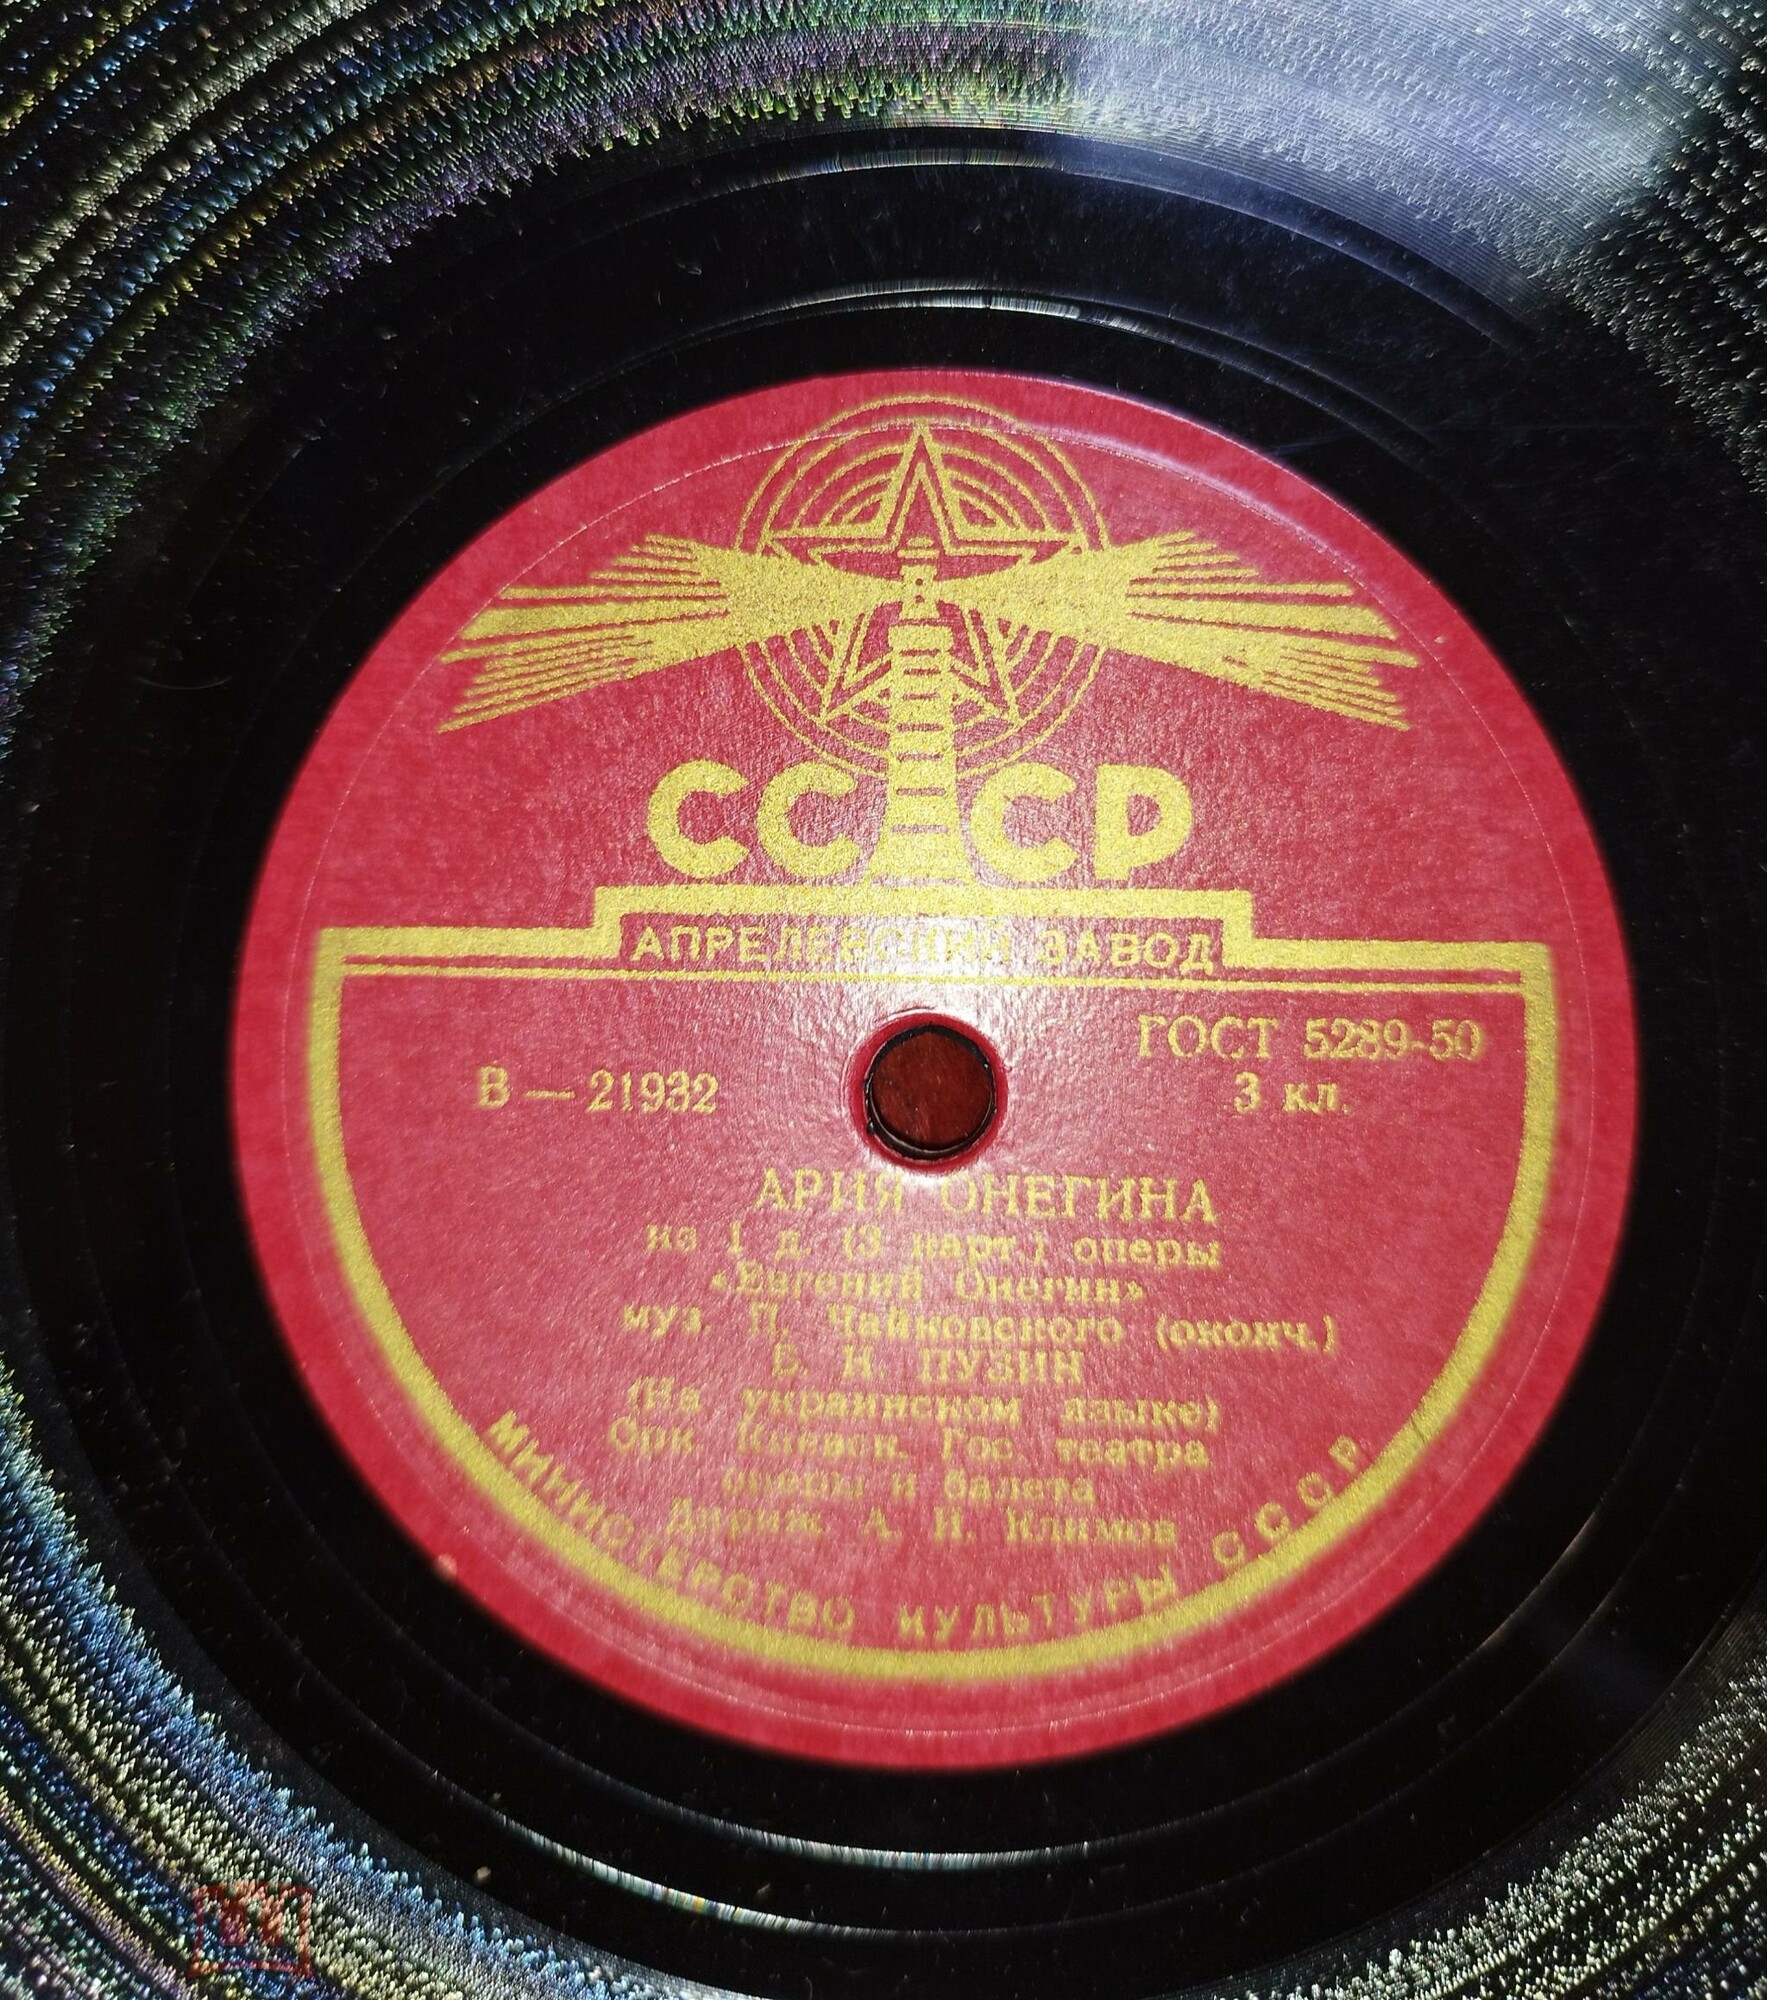 СССР
АПРЕЛЕВСКИЙ ЗАВОД
ГОСТ 5289-50
В — 21932
3 кл.
АРИЯ ОНЕГИНА
из 1 д. (3 карт.) оперы
«Евгений Онегин»
муз. П. Чайковского (оконч.)
Н. ПУЗИН
(На украинском языке)
Орк. Киевск. Гос. театра
оперы и балета
Дириж. А. И. Климов
МИНИСТЕРСТВО КУЛЬТУРЫ СССР